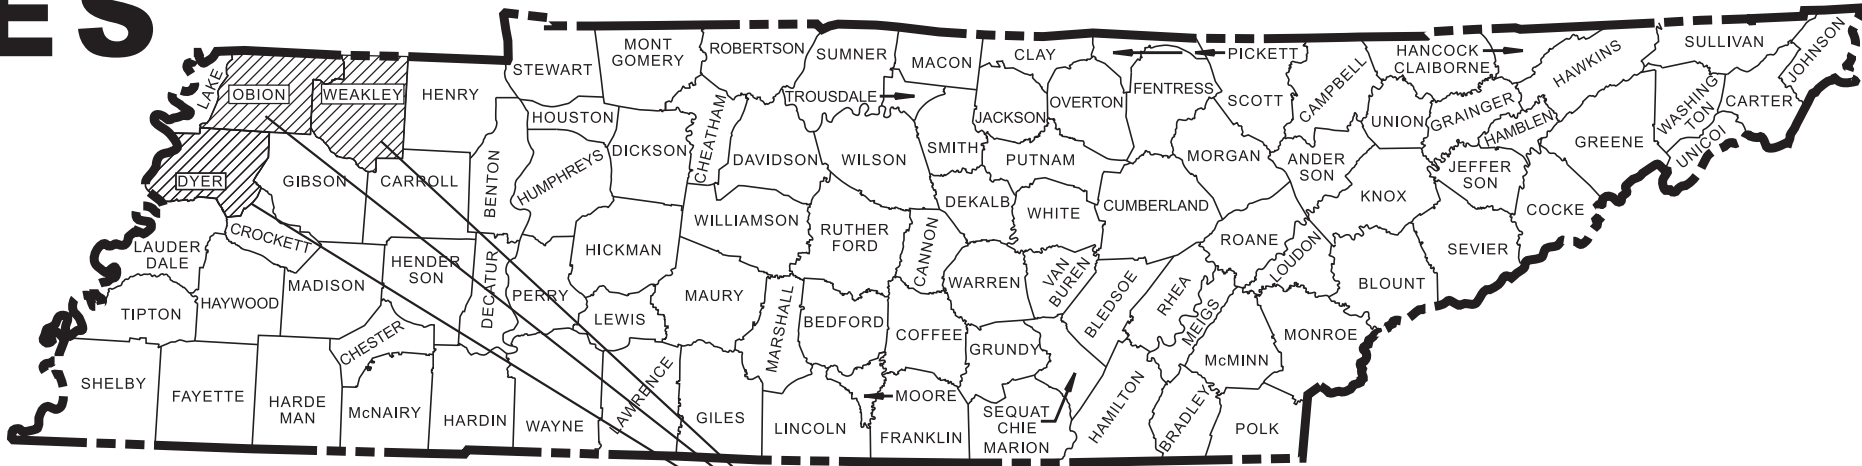 ES
LAKE
OBION
WEAKLEY
HENRY
STEWART
MONT
GOMERY
ROBERTSON
SUMNER
MACON
CLAY
PICKETT
HANCOCK
CLAIBORNE
HAWKINS
SULLIVAN
JOHNSON
TROUSDALE
HOUSTON
DICKSON
CHEATHAM
DAVIDSON
WILSON
SMITH
JACKSON
OVERTON
FENTRESS
SCOTT
CAMPBELL
UNION
GRAINGER
HAMBLEN
GREENE
WASHING
TON
UNICOI
CARTER
DYER
GIBSON
CARROLL
BENTON
HUMPHREYS
PUTNAM
MORGAN
ANDER
SON
KNOX
JEFFER
SON
COCKE
LAUDER
DALE
CROCKETT
MADISON
HENDER
SON
DECATUR
PERRY
HICKMAN
WILLIAMSON
RUTHER
FORD
CANNON
DEKALB
WHITE
CUMBERLAND
ROANE
LOUDON
BLOUNT
SEVIER
TIPTON
HAYWOOD
CHESTER
LEWIS
MAURY
MARSHALL
BEDFORD
COFFEE
WARREN
VAN
BUREN
BLEDSOE
RHEA
MEIGS
McMINN
MONROE
SHELBY
FAYETTE
HARDE
MAN
McNAIRY
HARDIN
WAYNE
LAWRENCE
GILES
LINCOLN
MOORE
FRANKLIN
GRUNDY
SEQUAT
CHIE
MARION
HAMILTON
BRADLEY
POLK